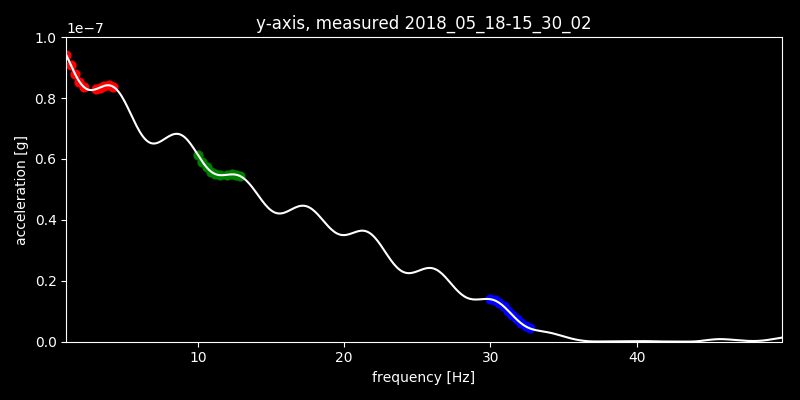 y-axis, measured 2018_05_18-15_30_02
1e−7
1.0
0.8
0.6
0.4
0.2
0.0
acceleration [g]
10 20 30 40
frequency [Hz]